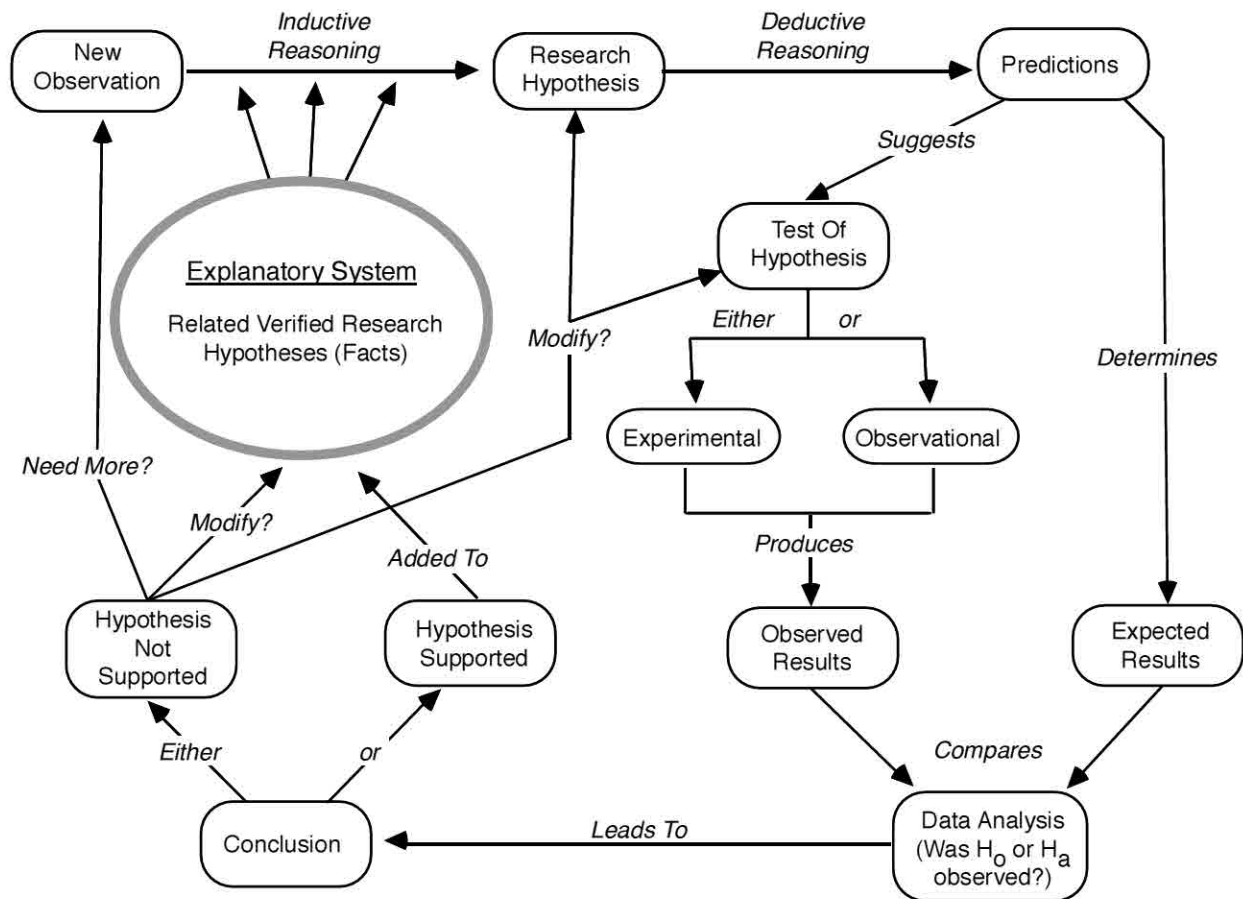 New
Observation
Inductive
Reasoning
Research
Hypothesis
Deductive
Reasoning
Predictions
Suggests
Test Of
Hypothesis
Explanatory System
Related Verified Research
Hypotheses (Facts)
Modify?
Either
or
Determines
Experimental
Observational
Need More?
Modify?
Added To
Produces
Hypothesis
Not
Supported
Hypothesis
Supported
Observed
Results
Expected
Results
Either
or
Compares
Conclusion
Leads To
Data Analysis
(Was Ho or Ha
observed?)